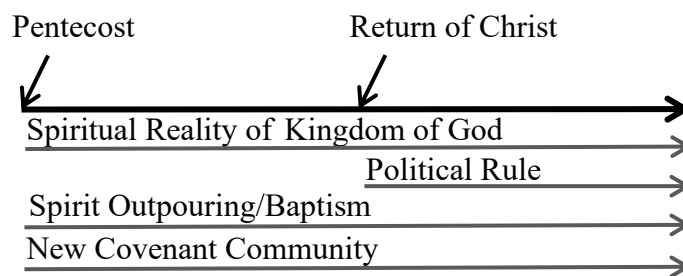 Pentecost Return of Christ
Spiritual Reality of Kingdom of God
Political Rule
Spirit Outpouring/Baptism
New Covenant Community